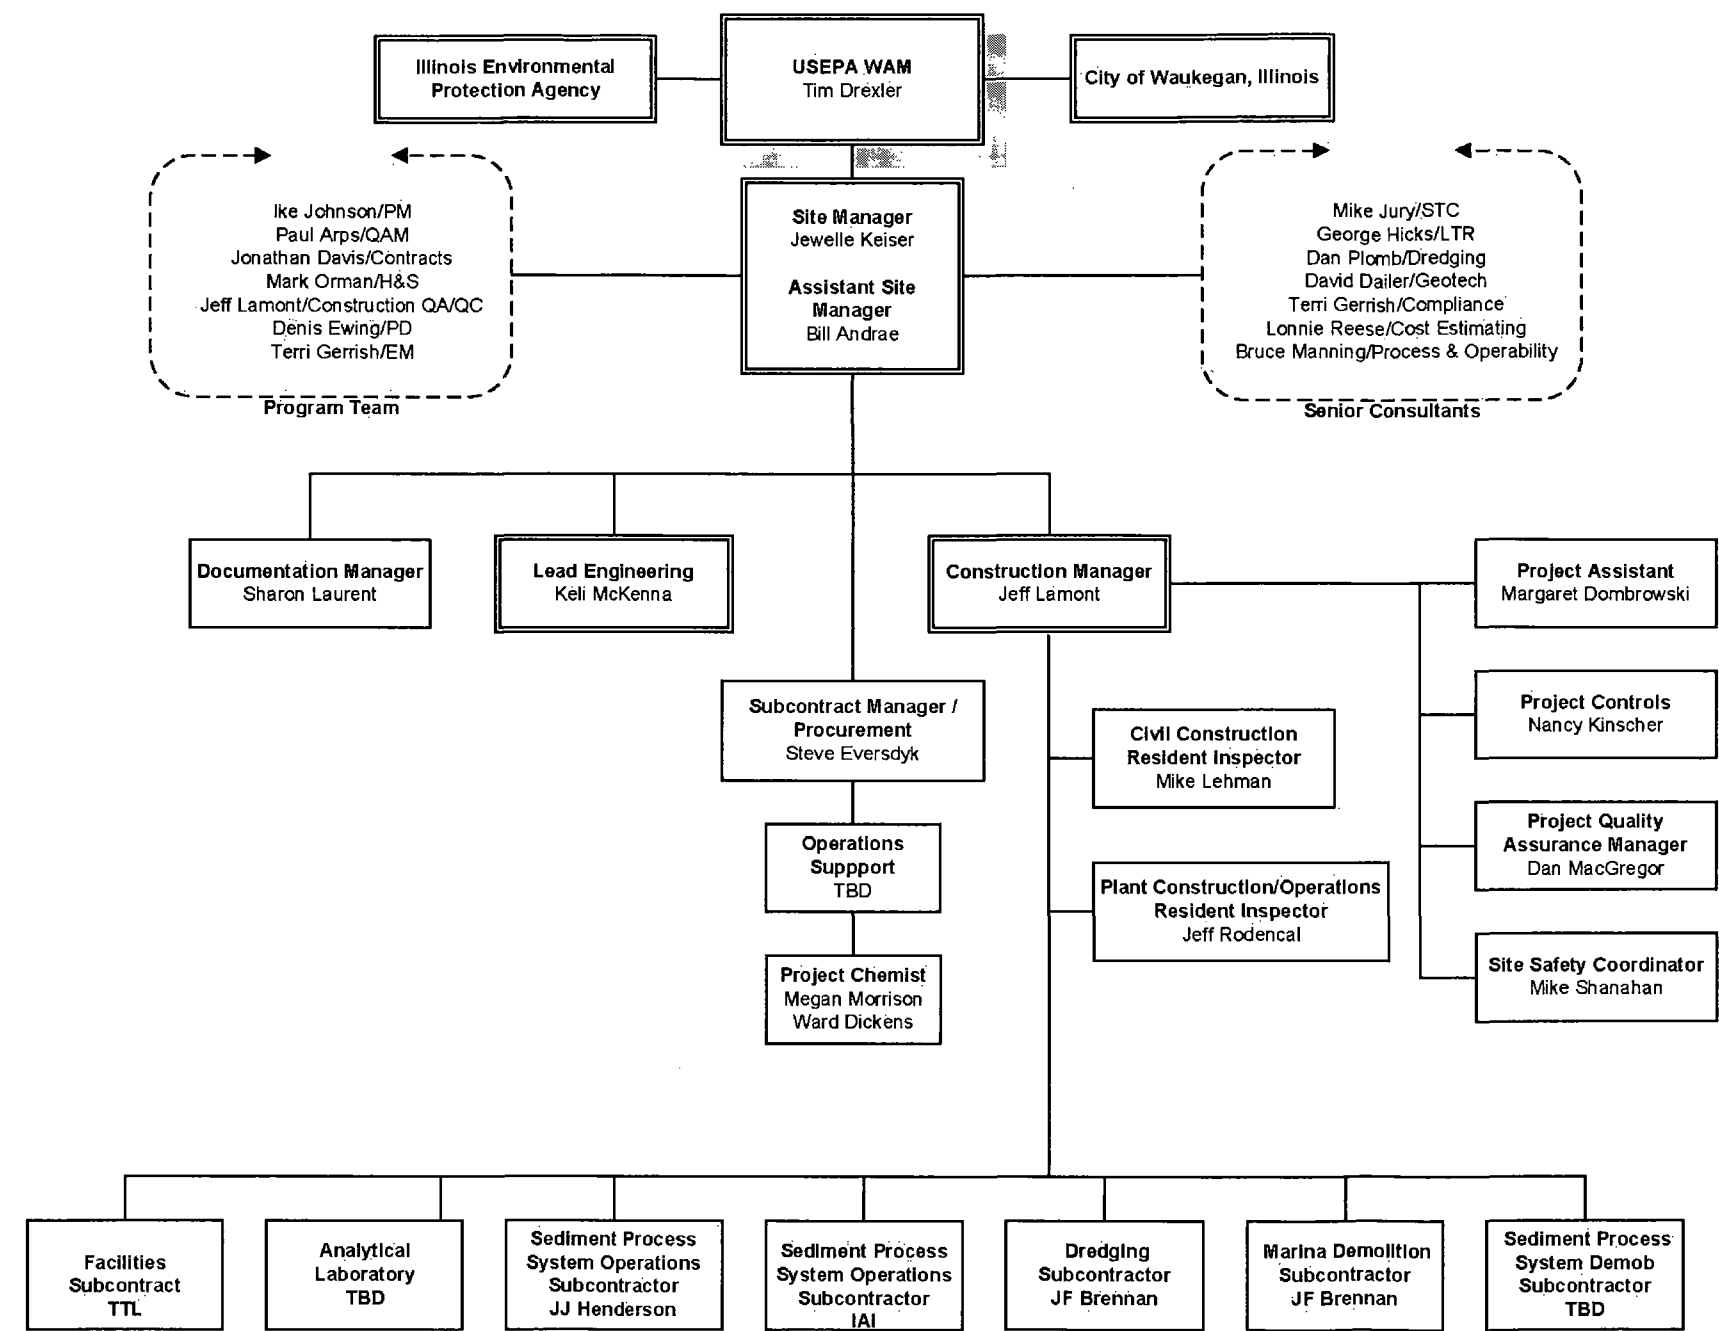 Illinois Environmental
Protection Agency
USEPA WAM
Tim Drexler
City of Waukegan, Illinois
Ike Johnson/PM
Paul Arps/QAM
Jonathan Davis/Contracts
Mark Orman/H&S
Jeff Lamont/Construction QA/QC
Denis Ewing/PD
Terri Gerrish/EM
Program Team
Site Manager
Jewelle Keiser
Assistant Site
Manager
Bill Andrae
Mike Jury/STC
George Hicks/LTR
Dan Plomb/Dredging
David Dailer/Geotech
Terri Gerrish/Compliance
Lonnie Reese/Cost Estimating
Bruce Manning/Process & Operability
Senior Consultants
Documentation Manager
Sharon Laurent
Lead Engineering
Keli McKenna
Construction Manager
Jeff Lamont
Project Assistant
Margaret Dombrowski
Subcontract Manager /
Procurement
Steve Eversdyk
Civil Construction
Resident Inspector
Mike Lehman
Project Controls
Nancy Kinscher
Operations
Suppport
TBD
Plant Construction/Operations
Resident Inspector
Jeff Rodencal
Project Quality
Assurance Manager
Dan MacGregor
Project Chemist
Megan Morrison
Ward Dickens
Site Safety Coordinator
Mike Shanahan
Facilities
Subcontract
TTL
Analytical
Laboratory
TBD
Sediment Process
System Operations
Subcontractor
JJ Henderson
Sediment Process
System Operations
Subcontractor
IAI
Dredging
Subcontractor
JF Brennan
Marina Demolition
Subcontractor
JF Brennan
Sediment Process
System Demob
Subcontractor
TBD